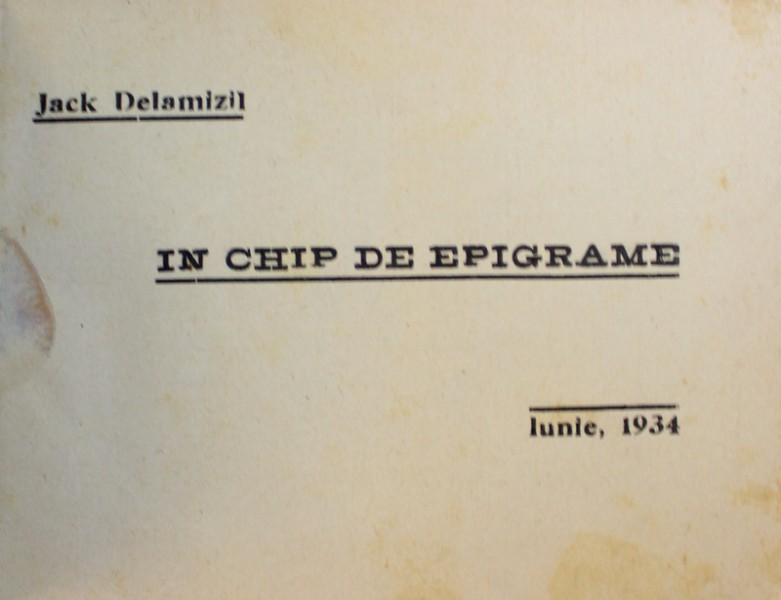 Jack Delamizil
IN CHIP DE EPIGRAME
Iunie, 1934